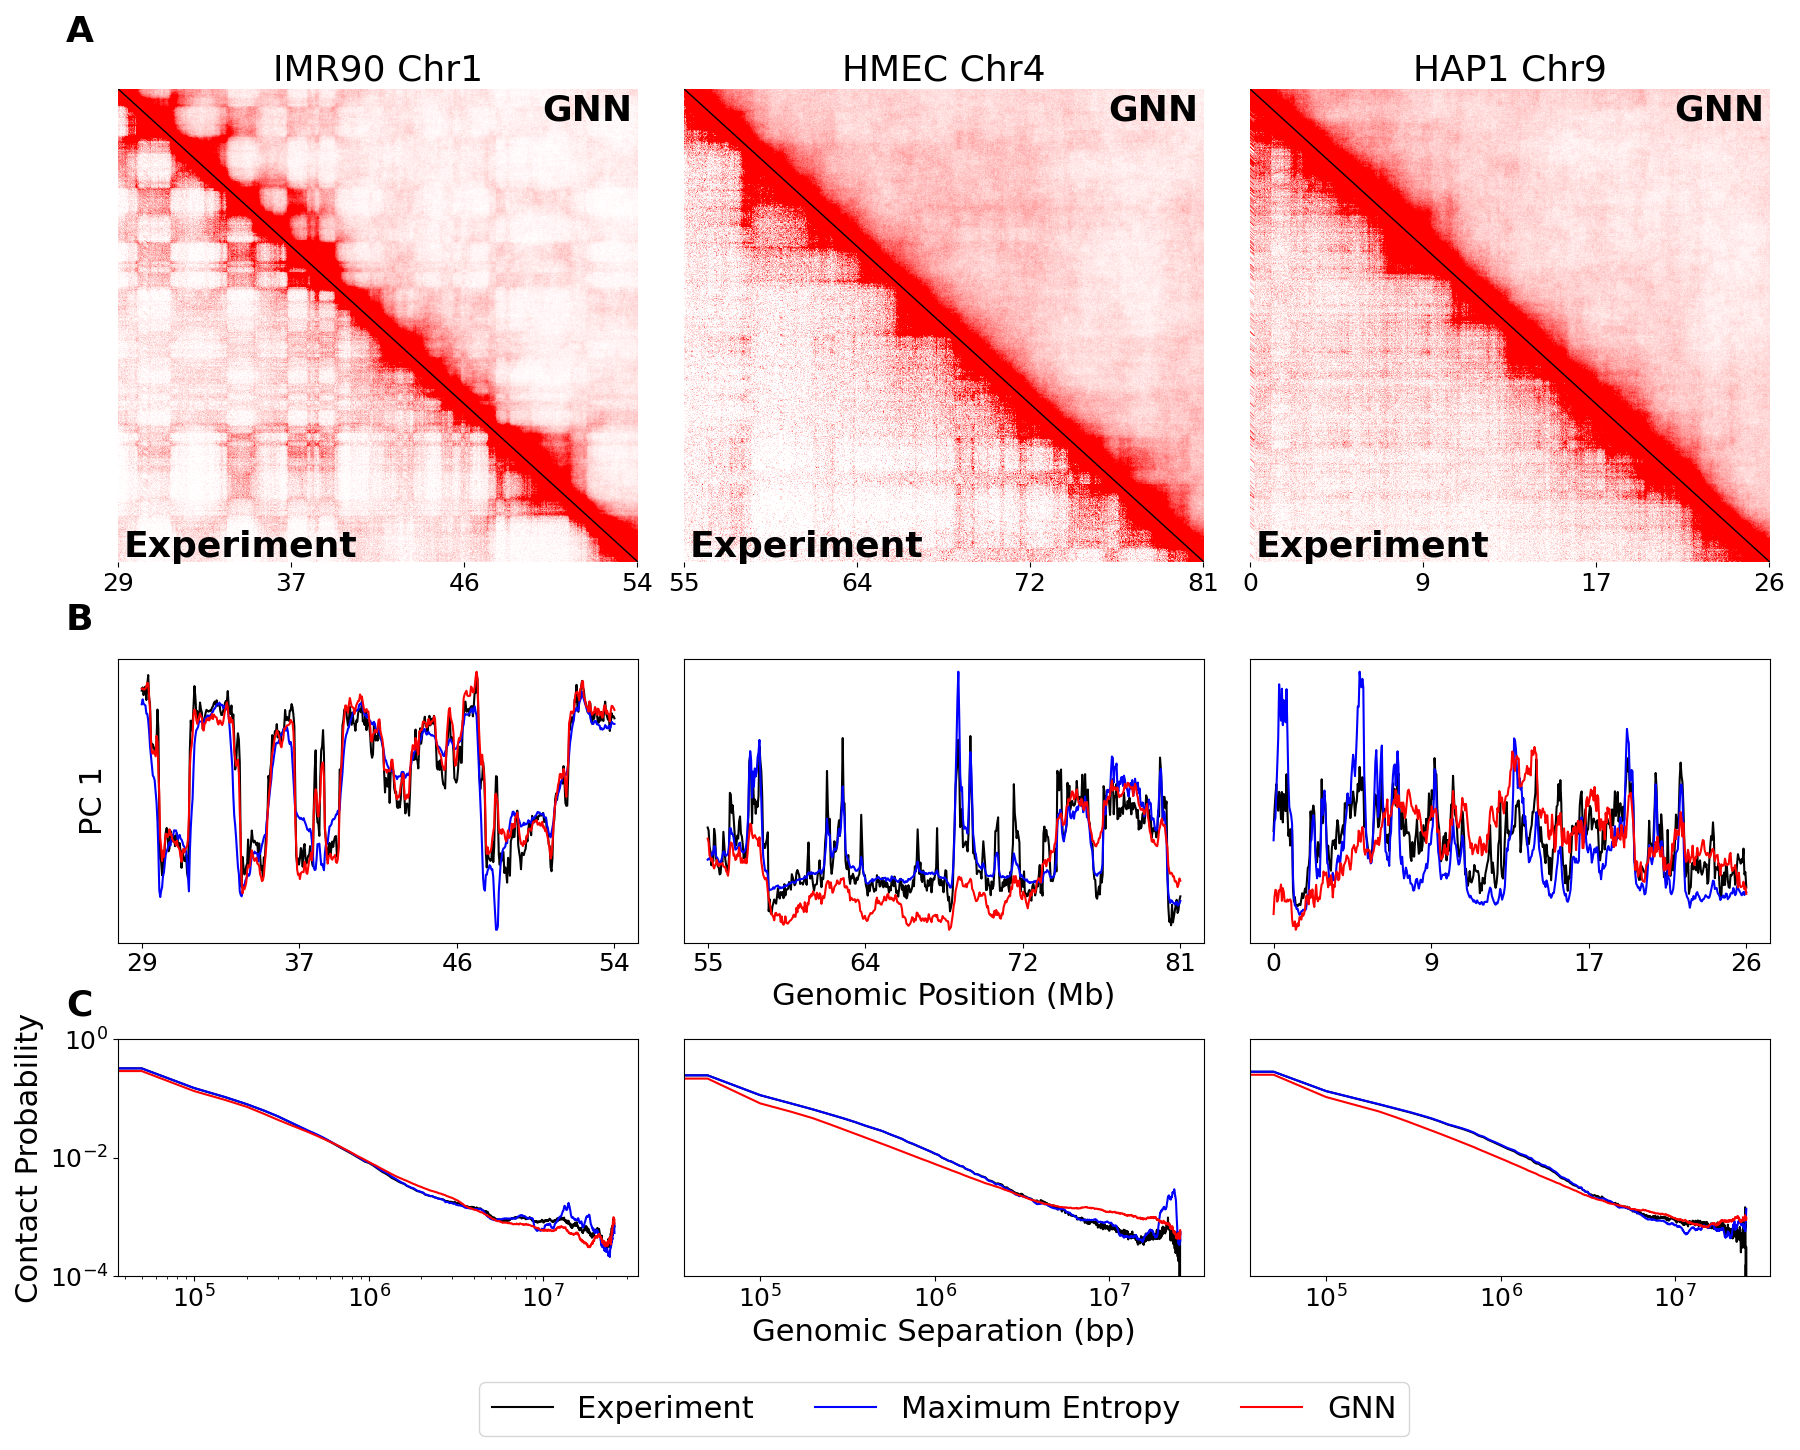 A
IMR90 Chr1 HMEC Chr4 HAP1 Chr9
GNN GNN GNN
Experiment Experiment Experiment
29 37 46 54 55 64 72 81 0 9 17 26
B
PC 1
29 37 46 54 55 64 72 81 0 9 17 26
Genomic Position (Mb)
C
Contact Probability
10^0
10^-2
10^-4
10^5 10^6 10^7 10^5 10^6 10^7 10^5 10^6 10^7
Genomic Separation (bp)
Experiment Maximum Entropy GNN